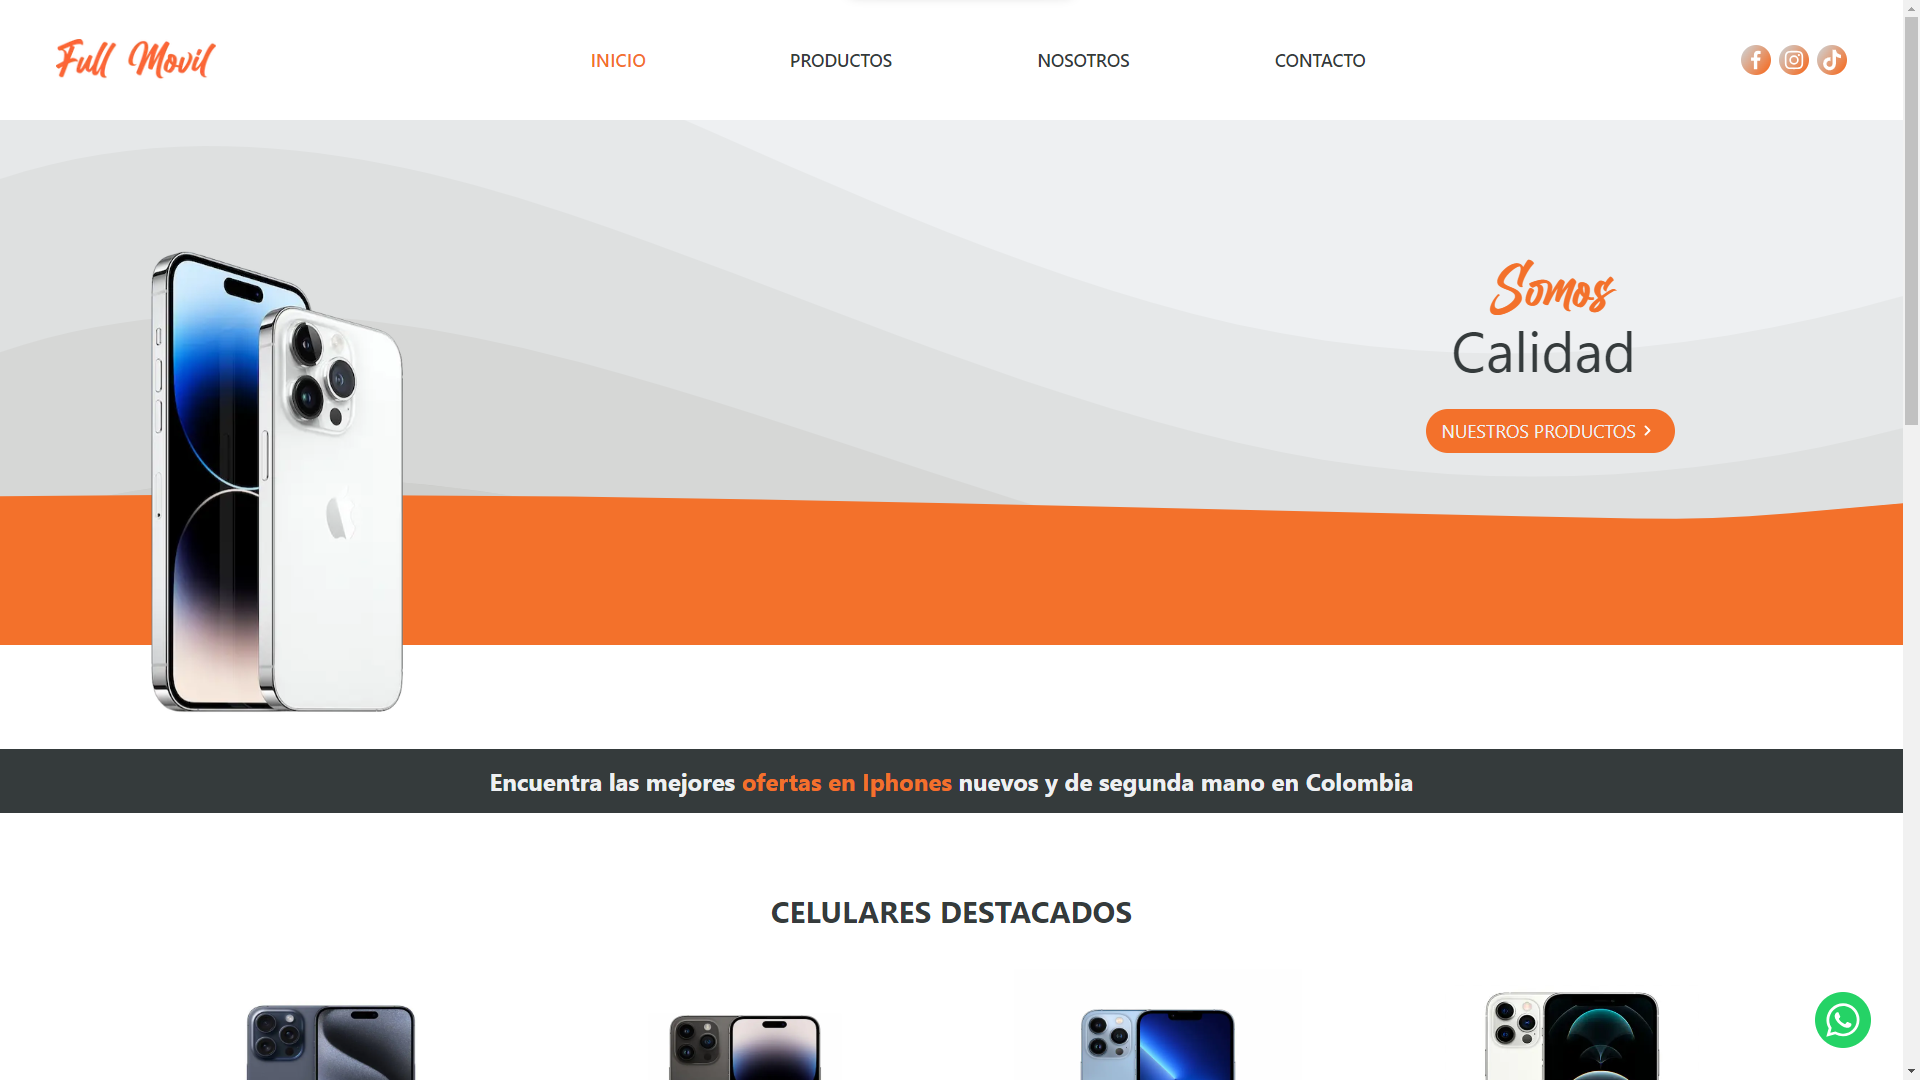 Full Movil
INICIO
PRODUCTOS
NOSOTROS
CONTACTO
Somos
Calidad
NUESTROS PRODUCTOS
Encuentra las mejores ofertas en Iphones nuevos y de segunda mano en Colombia
CELULARES DESTACADOS